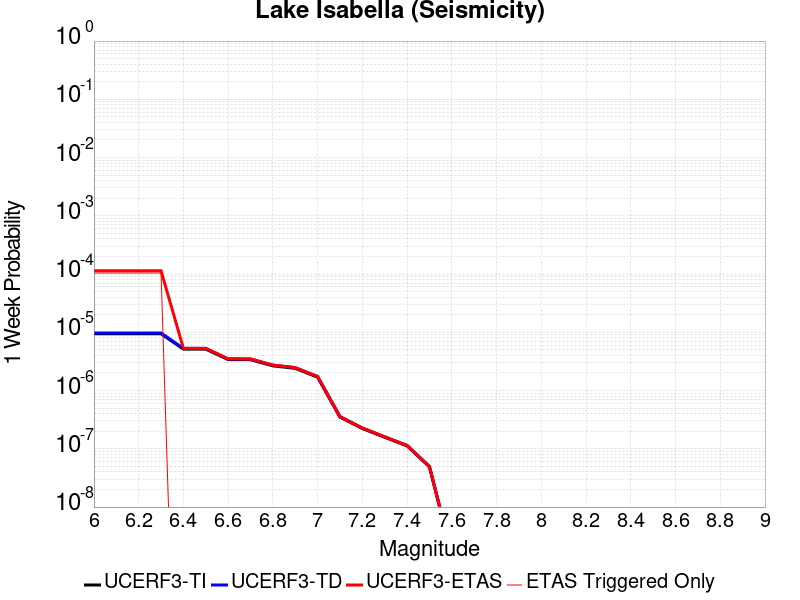 Lake Isabella (Seismicity)
10^0
10^-1
10^-2
10^-3
10^-4
10^-5
10^-6
10^-7
10^-8
1 Week Probability
6 6.2 6.4 6.6 6.8 7 7.2 7.4 7.6 7.8 8 8.2 8.4 8.6 8.8 9
Magnitude
UCERF3-TI UCERF3-TD UCERF3-ETAS ETAS Triggered Only